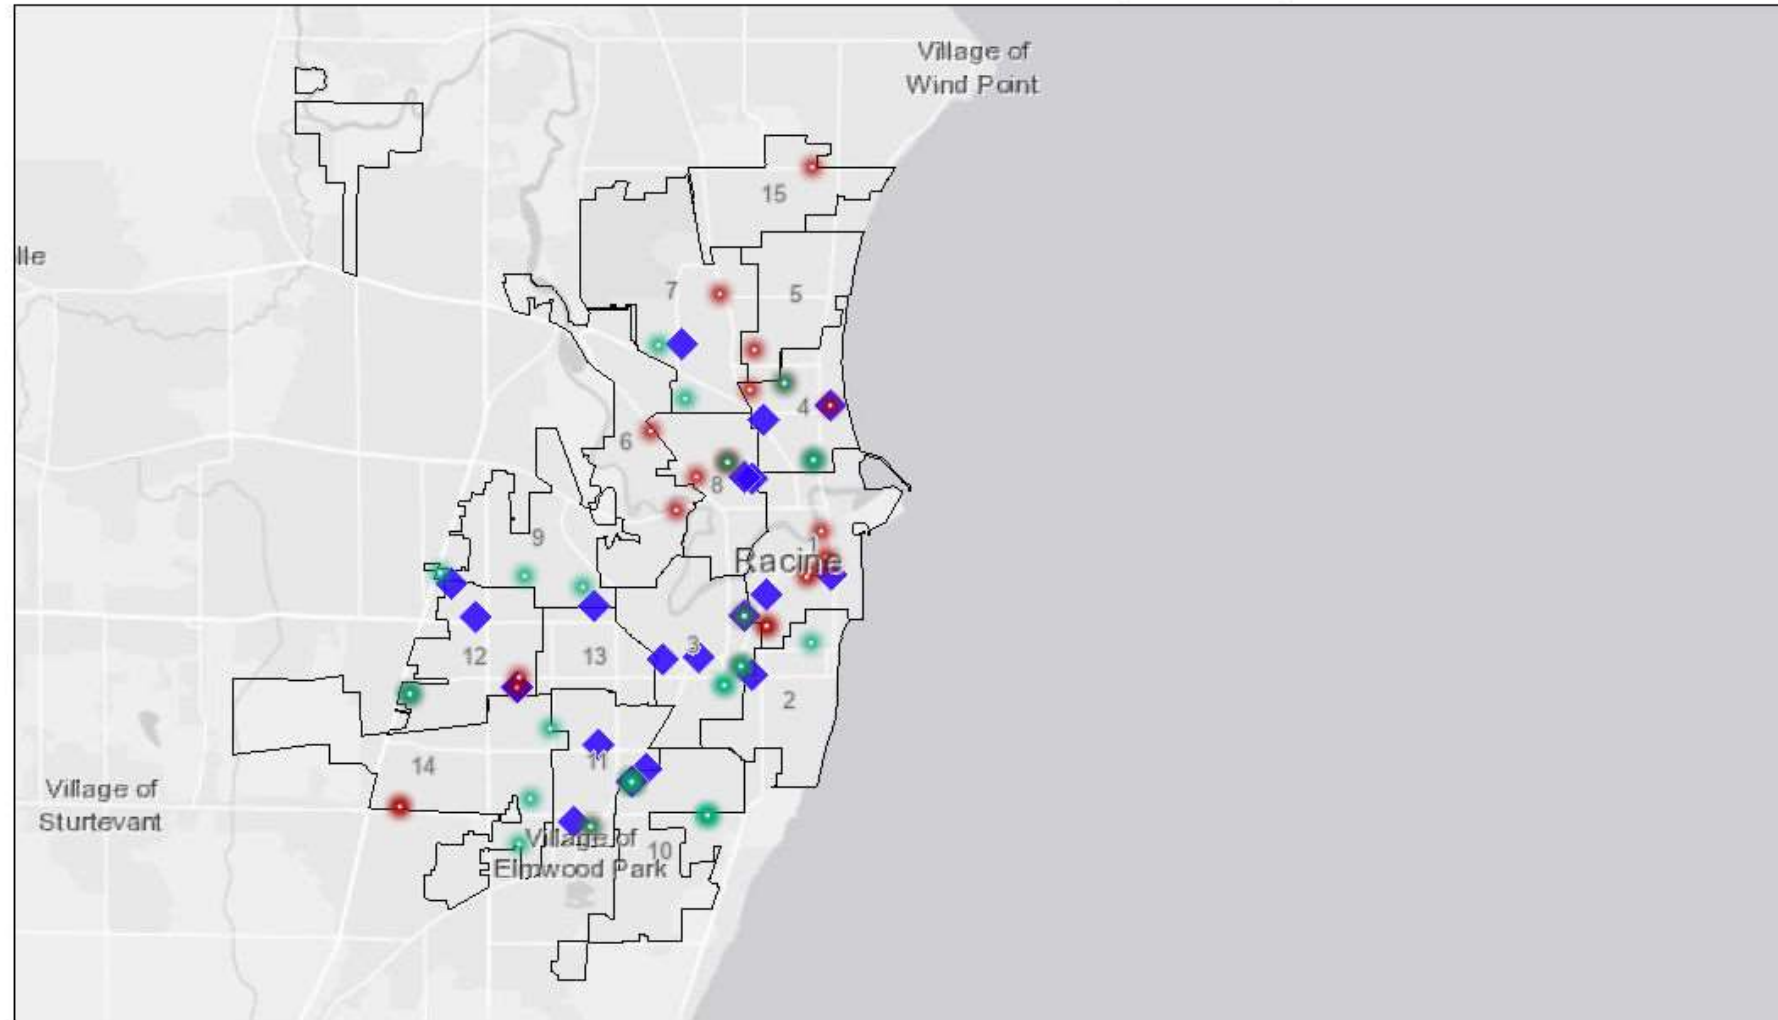 Village of
Wind Point
15
lle
7
5
4
6
8
9
1
Racine
3
12
13
2
14
11
Village of
Sturtevant
Village of
Elmwood Park
10